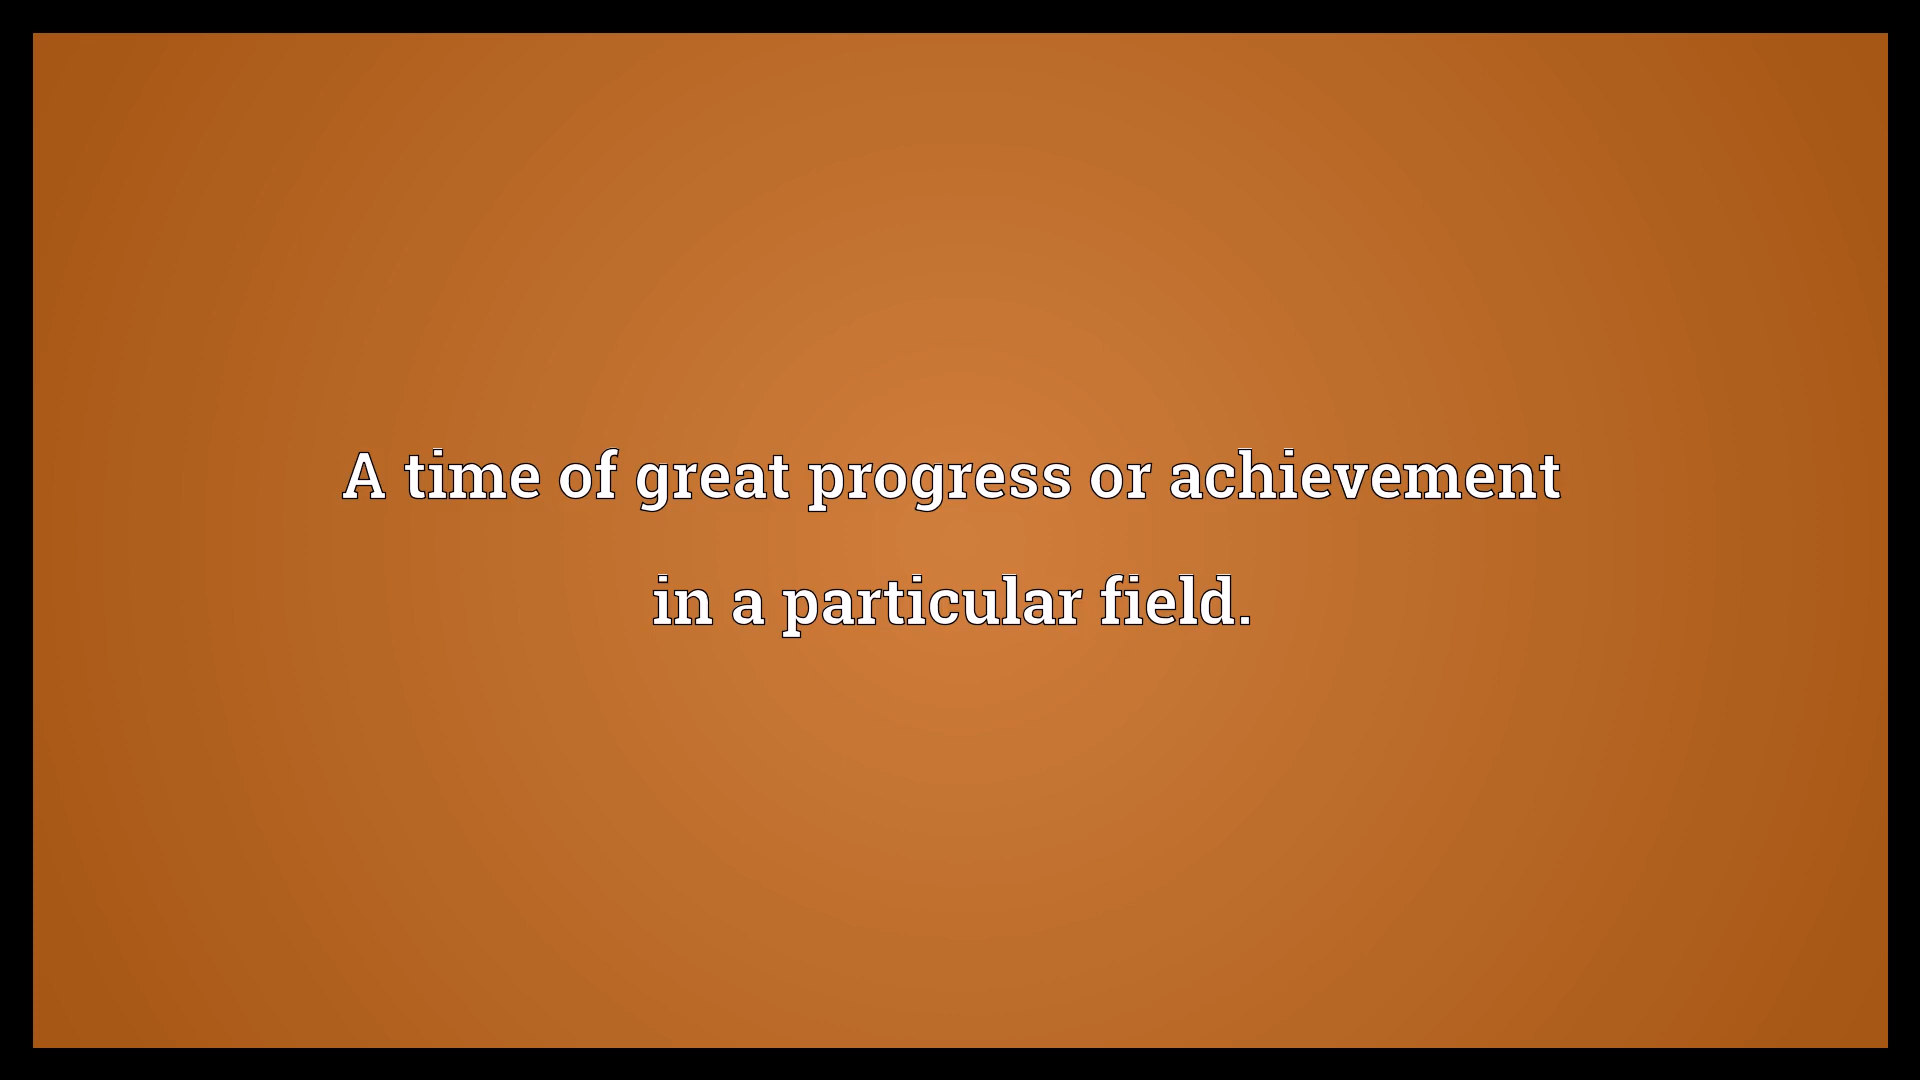 A time of great progress or achievement
in a particular field.